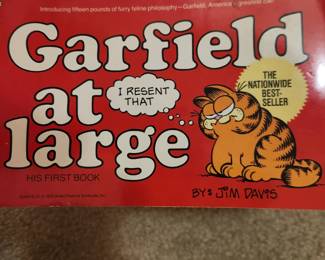 Introducing fifteen pounds of furry feline philosophy—Garfield, America's greatest cat!
Garfield
at
large
I RESENT
THAT
THE
NATIONWIDE
BEST-
SELLER
HIS FIRST BOOK
BY: JIM DAVIS